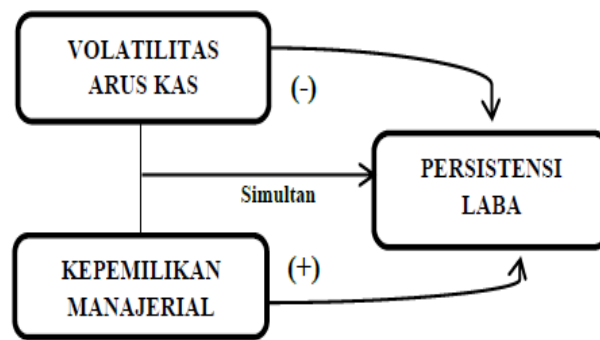 VOLATILITAS
ARUS KAS
(-)
PERSISTENSI
LABA
Simultan
KEPEMILIKAN
MANAJERIAL
(+)